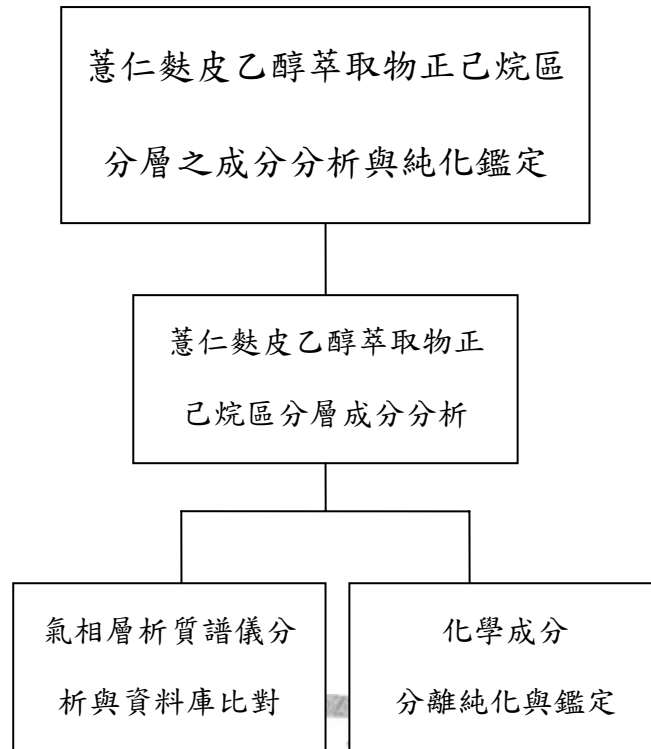 薏仁麩皮乙醇萃取物正己烷區
分層之成分分析與純化鑑定
薏仁麩皮乙醇萃取物正
己烷區分層成分分析
氣相層析質譜儀分
析與資料庫比對
化學成分
分離純化與鑑定